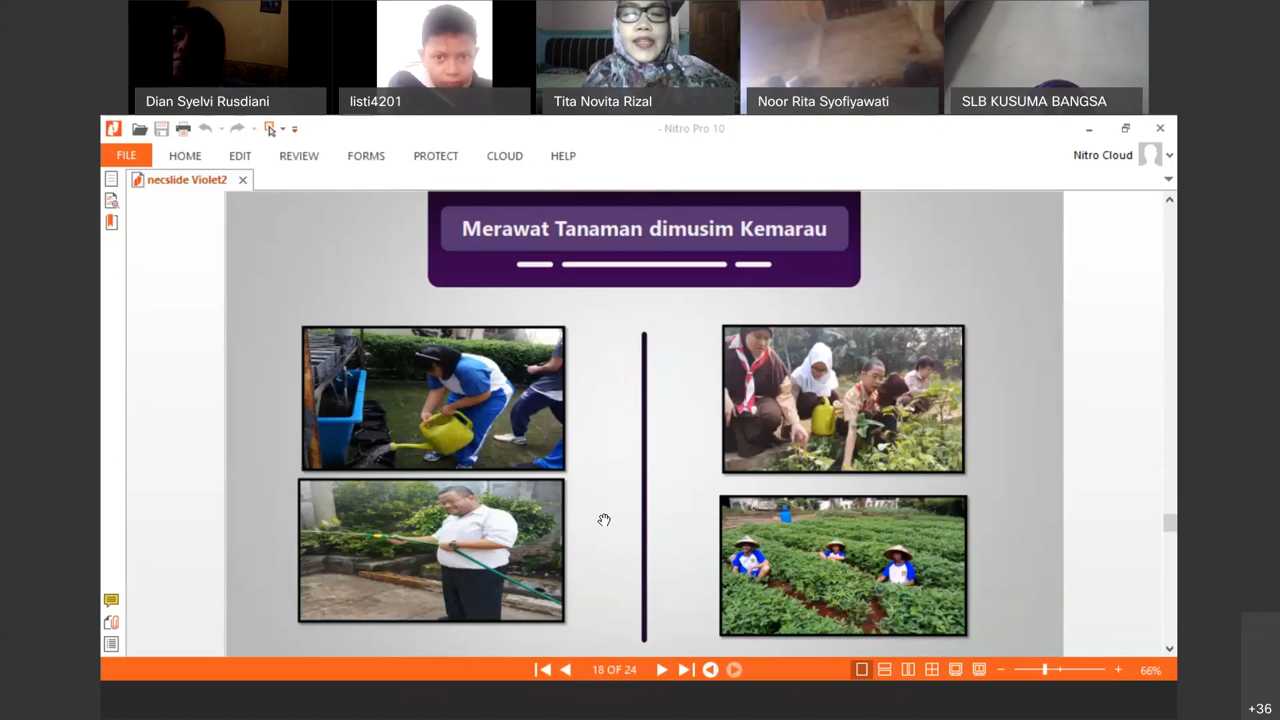 Dian Syelvi Rusdiani
listi4201
Tita Novita Rizal
Noor Rita Syofiyawati
SLB KUSUMA BANGSA
- Nitro Pro 10
FILE HOME EDIT REVIEW FORMS PROTECT CLOUD HELP
Nitro Cloud
necslide Violet2
Merawat Tanaman dimusim Kemarau
18 OF 24
66%
+36